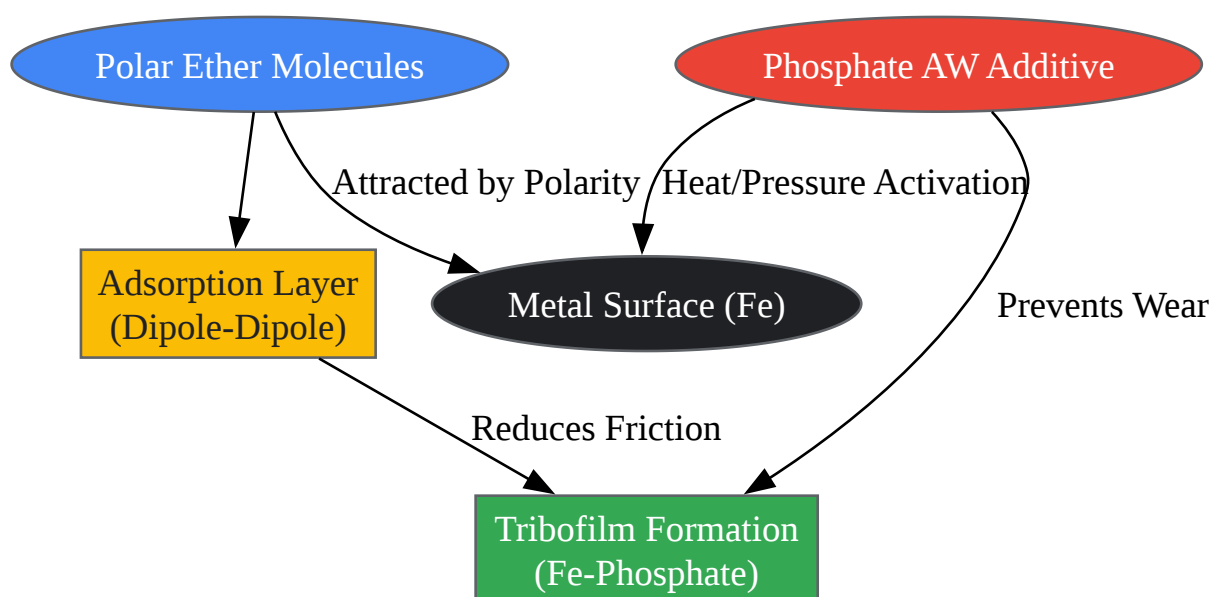 Polar Ether Molecules
Phosphate AW Additive
Attracted by Polarity
Heat/Pressure Activation
Adsorption Layer
(Dipole-Dipole)
Metal Surface (Fe)
Prevents Wear
Reduces Friction
Tribofilm Formation
(Fe-Phosphate)